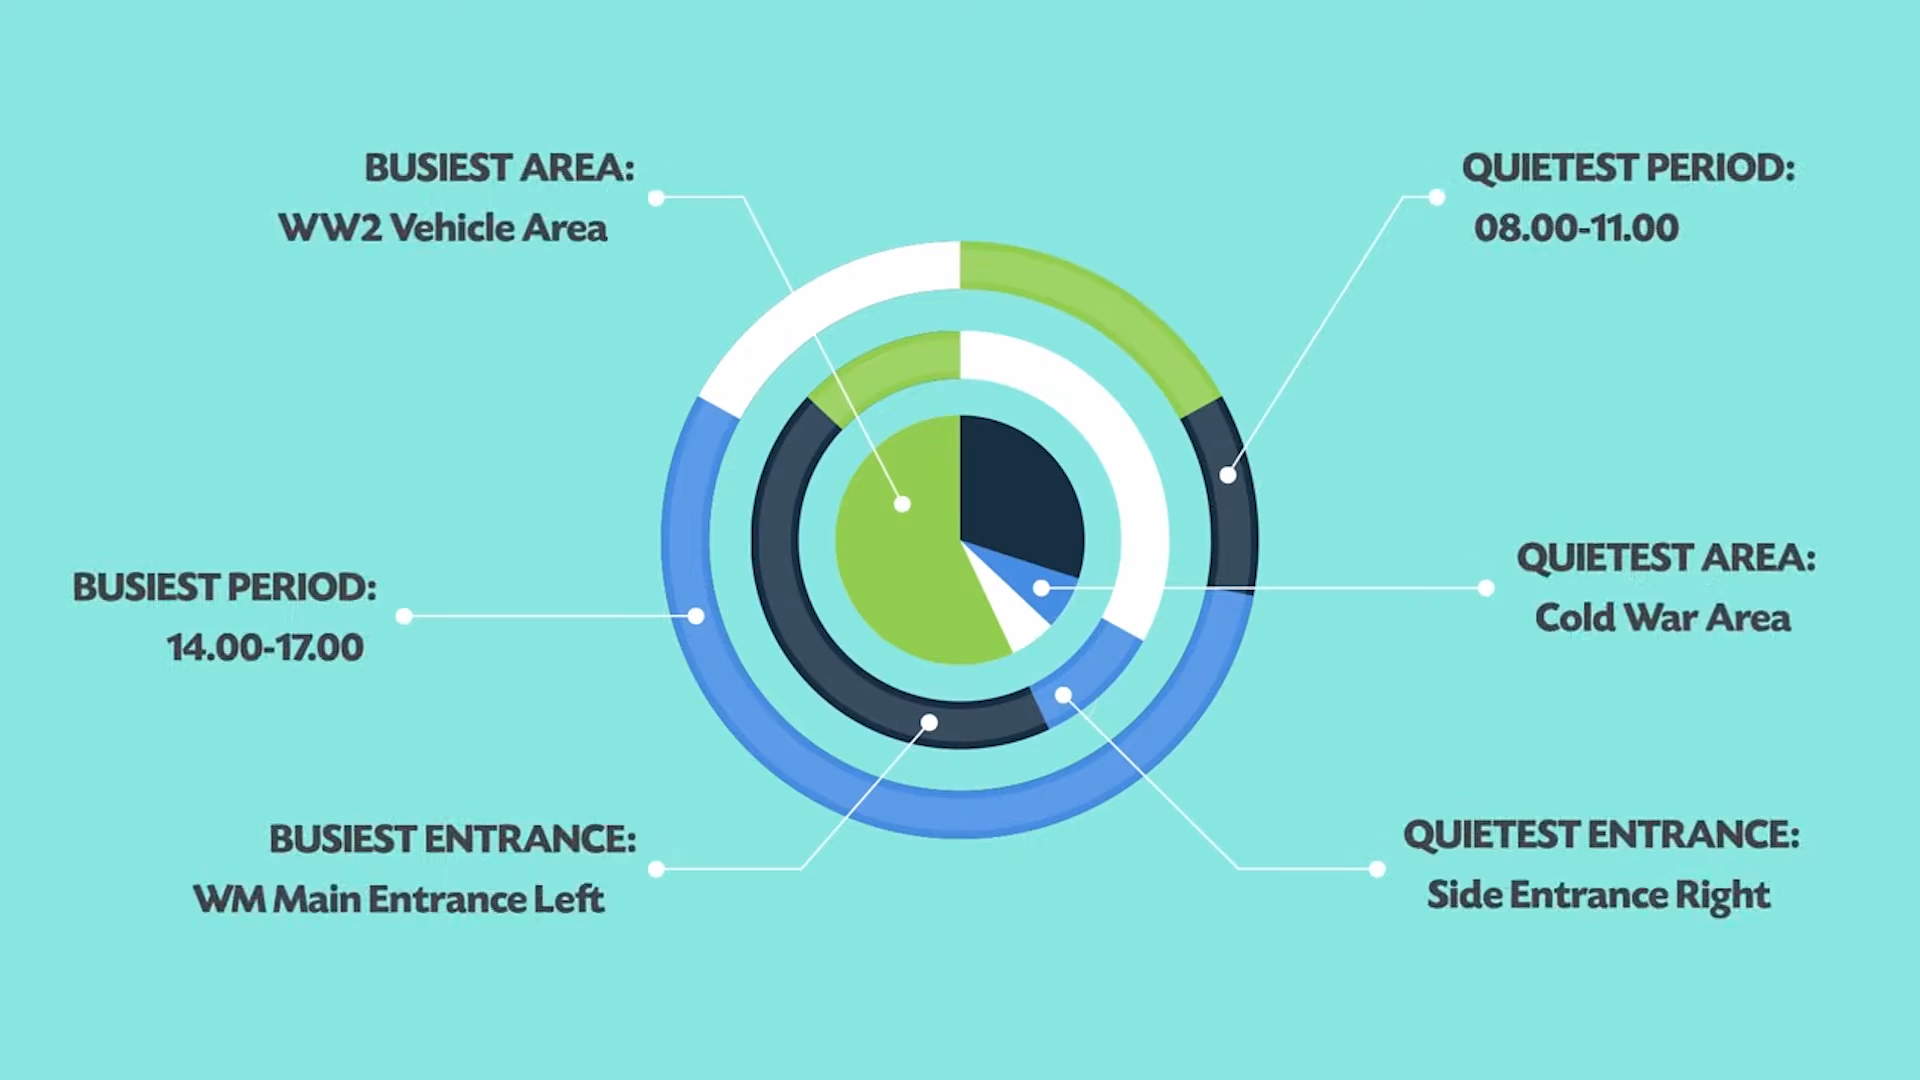 BUSIEST AREA:
WW2 Vehicle Area
QUIETEST PERIOD:
08.00-11.00
BUSIEST PERIOD:
14.00-17.00
QUIETEST AREA:
Cold War Area
BUSIEST ENTRANCE:
WM Main Entrance Left
QUIETEST ENTRANCE:
Side Entrance Right